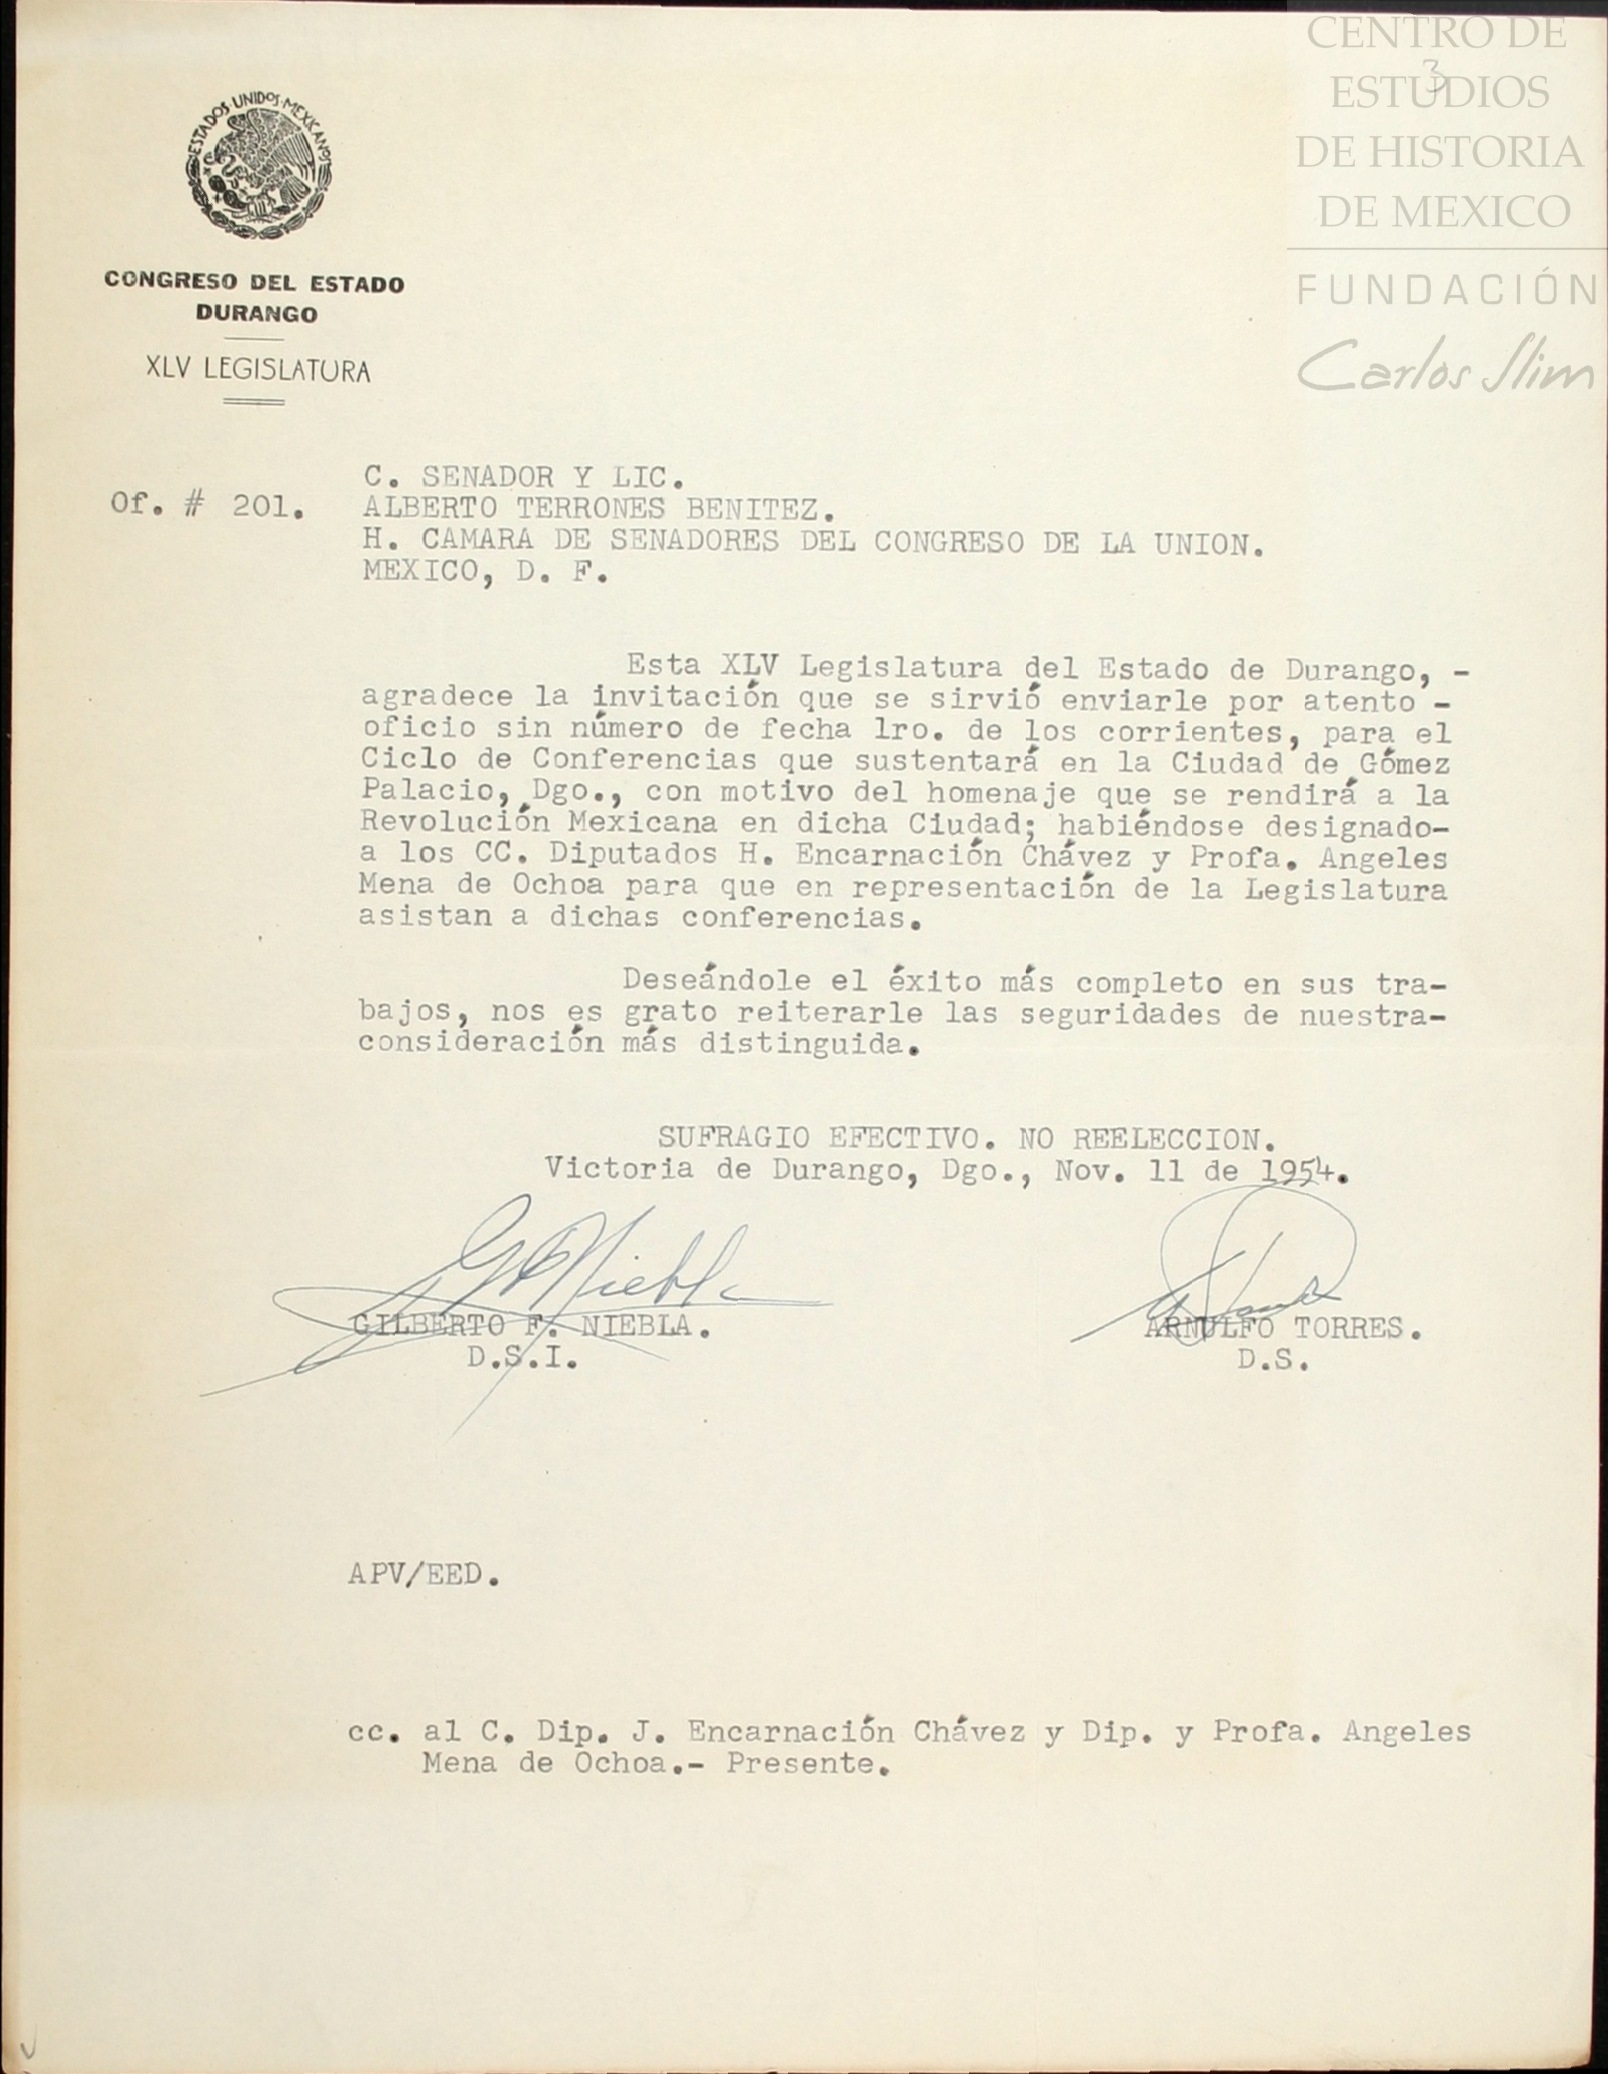 CENTRO DE
3
ESTUDIOS
DE HISTORIA
DE MEXICO
FUNDACIÓN
Carlos Slim
ESTADOS UNIDOS MEXICANOS
CONGRESO DEL ESTADO
DURANGO
XLV LEGISLATURA
Of. # 201.
C. SENADOR Y LIC.
ALBERTO TERRONES BENITEZ.
H. CAMARA DE SENADORES DEL CONGRESO DE LA UNION.
MEXICO, D. F.
Esta XLV Legislatura del Estado de Durango, -
agradece la invitación que se sirvió enviarle por atento -
oficio sin número de fecha 1ro. de los corrientes, para el
Ciclo de Conferencias que sustentará en la Ciudad de Gómez
Palacio, Dgo., con motivo del homenaje que se rendirá a la
Revolución Mexicana en dicha Ciudad; habiéndose designado-
a los CC. Diputados H. Encarnación Chávez y Profa. Angeles
Mena de Ochoa para que en representación de la Legislatura
asistan a dichas conferencias.
Deseándole el éxito más completo en sus tra-
bajos, nos es grato reiterarle las seguridades de nuestra-
consideración más distinguida.
SUFRAGIO EFECTIVO. NO REELECCION.
Victoria de Durango, Dgo., Nov. 11 de 1954.
G F Niebla
GILBERTO F. NIEBLA.
D.S.I.
ARNULFO TORRES.
D.S.
APV/EED.
cc. al C. Dip. J. Encarnación Chávez y Dip. y Profa. Angeles
Mena de Ochoa.- Presente.